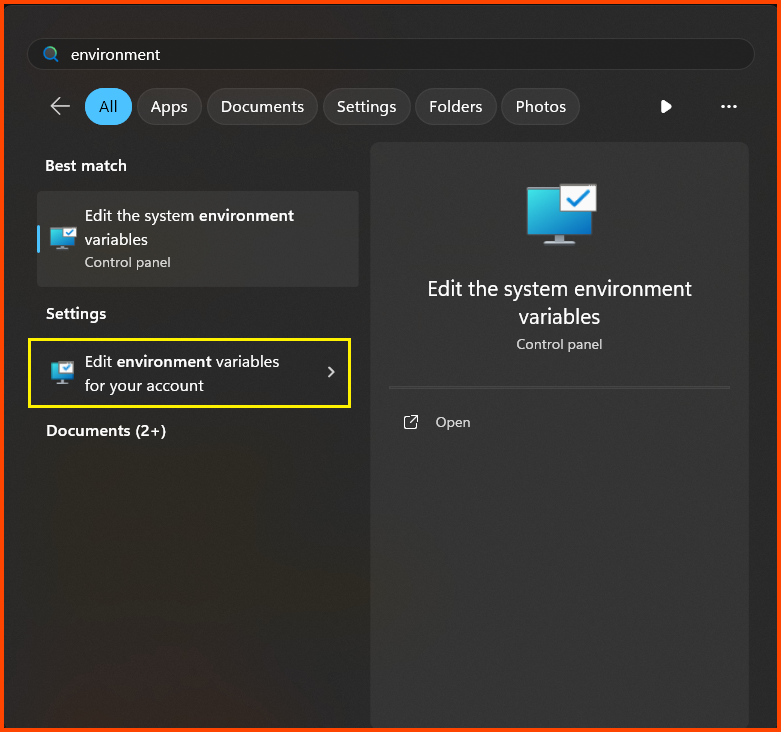 environment
All
Apps
Documents
Settings
Folders
Photos
Best match
Edit the system environment
variables
Control panel
Settings
Edit environment variables
for your account
Documents (2+)
Edit the system environment
variables
Control panel
Open